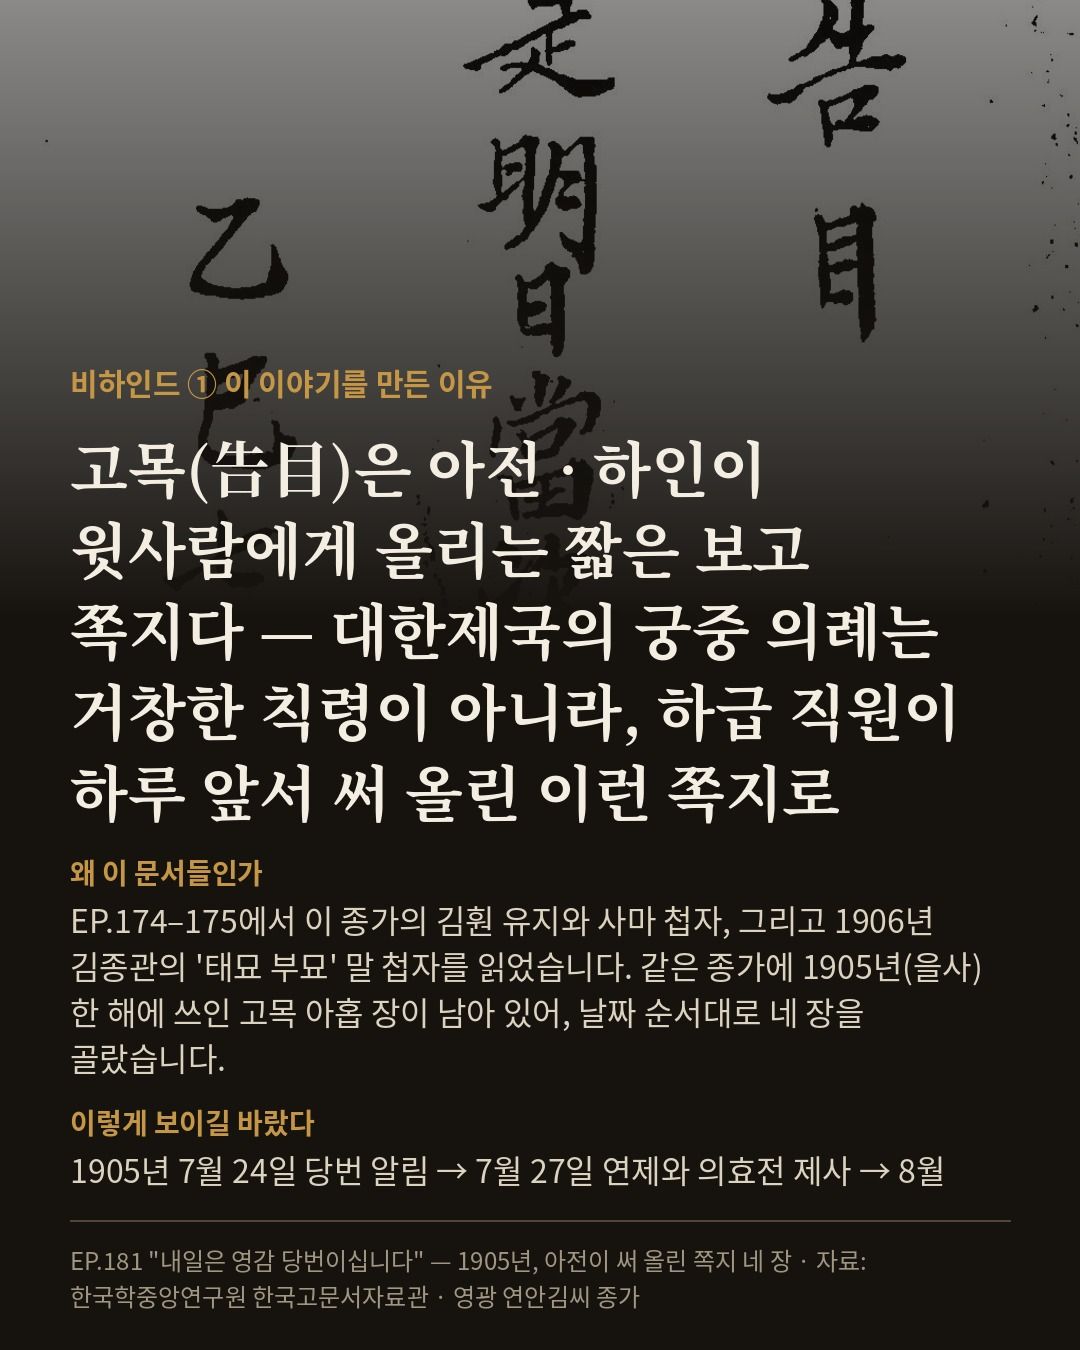 告目
是明日當
乙巳七
비하인드 ① 이 이야기를 만든 이유
고목(告目)은 아전 · 하인이
윗사람에게 올리는 짧은 보고
쪽지다 — 대한제국의 궁중 의례는
거창한 칙령이 아니라, 하급 직원이
하루 앞서 써 올린 이런 쪽지로
왜 이 문서들인가
EP.174–175에서 이 종가의 김훤 유지와 사마 첩자, 그리고 1906년
김종관의 '태묘 부묘' 말 첩자를 읽었습니다. 같은 종가에 1905년(을사)
한 해에 쓰인 고목 아홉 장이 남아 있어, 날짜 순서대로 네 장을
골랐습니다.
이렇게 보이길 바랐다
1905년 7월 24일 당번 알림 → 7월 27일 연제와 의효전 제사 → 8월
EP.181 "내일은 영감 당번이십니다" — 1905년, 아전이 써 올린 쪽지 네 장 · 자료:
한국학중앙연구원 한국고문서자료관 · 영광 연안김씨 종가